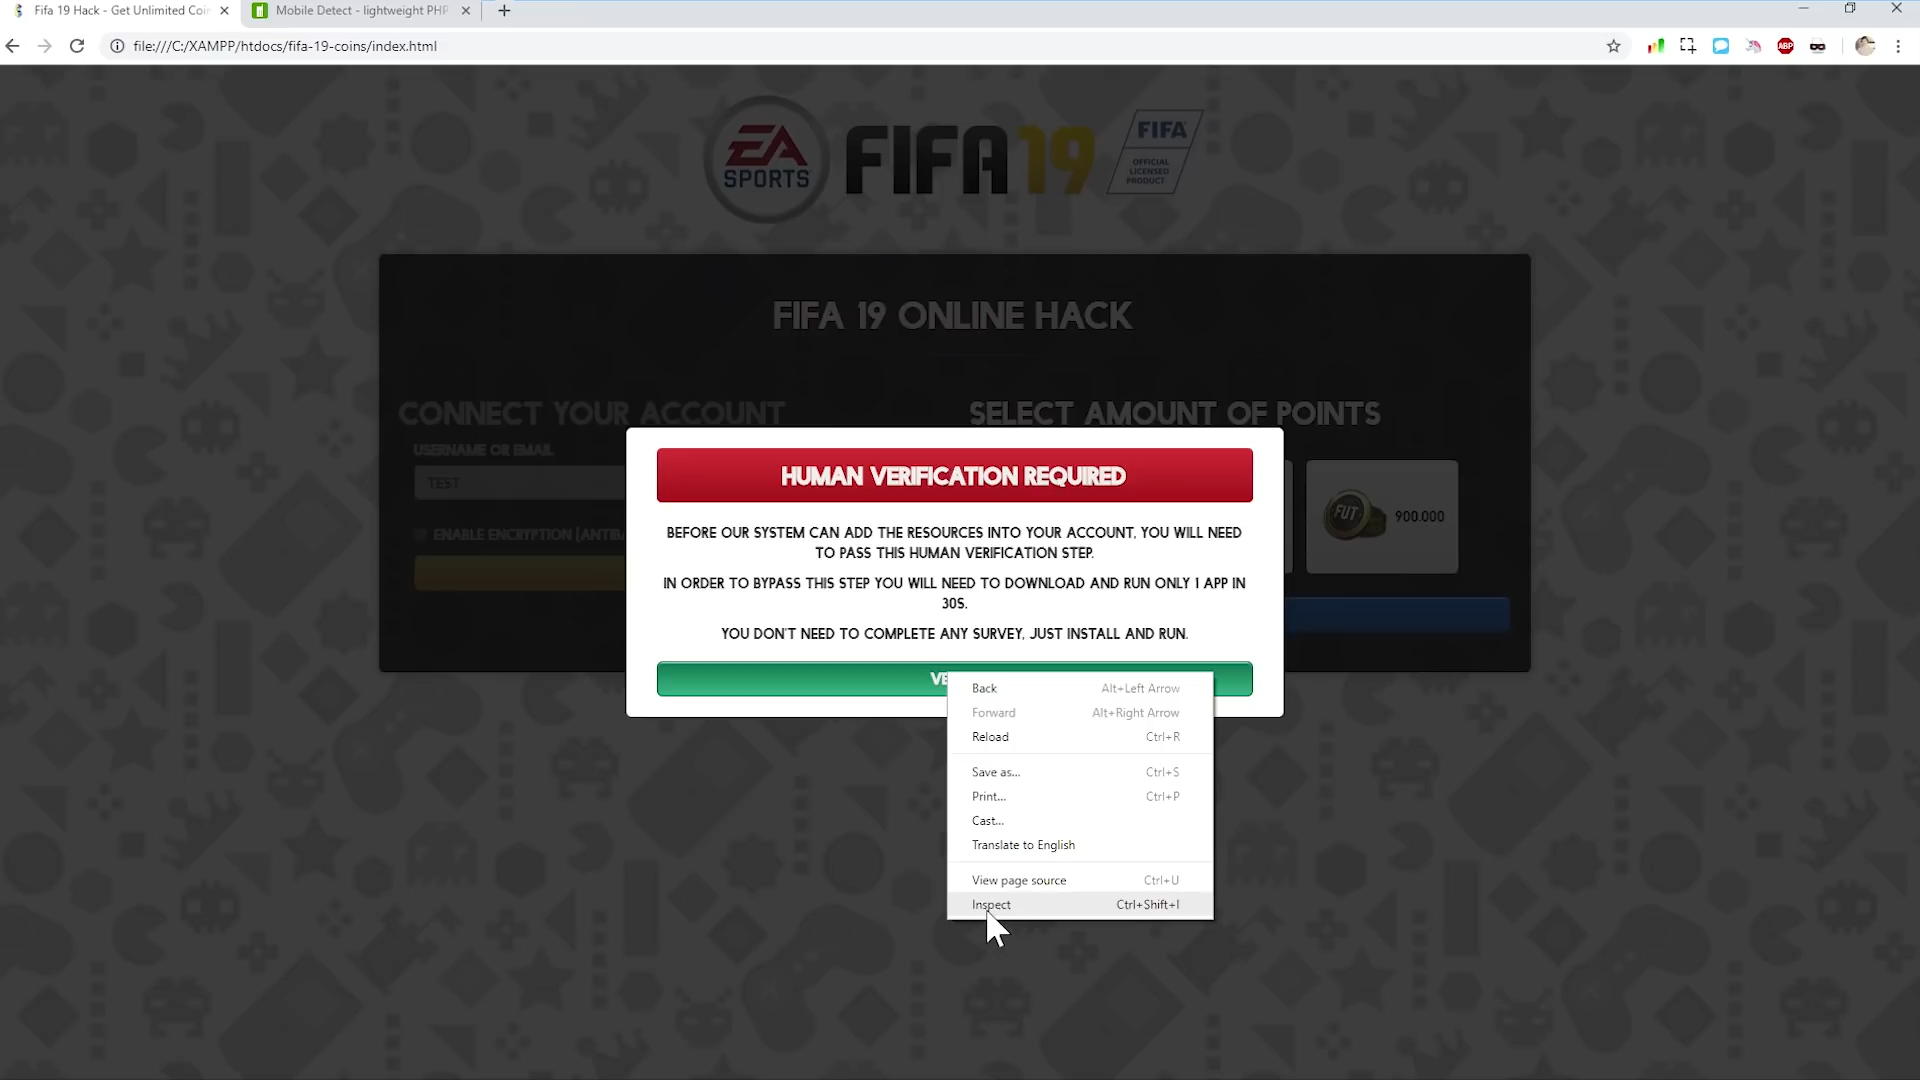 Fifa 19 Hack - Get Unlimited Coi
Mobile Detect - lightweight PHP
file:///C:/XAMPP/htdocs/fifa-19-coins/index.html
ABP
EA
SPORTS
FIFA 19
FIFA
OFFICIAL
LICENSED
PRODUCT
FIFA 19 ONLINE HACK
CONNECT YOUR ACCOUNT
SELECT AMOUNT OF POINTS
USERNAME OR EMAIL
TEST
ENABLE ENCRYPTION
FUT
900.000
HUMAN VERIFICATION REQUIRED
BEFORE OUR SYSTEM CAN ADD THE RESOURCES INTO YOUR ACCOUNT, YOU WILL NEED
TO PASS THIS HUMAN VERIFICATION STEP.
IN ORDER TO BYPASS THIS STEP YOU WILL NEED TO DOWNLOAD AND RUN ONLY 1 APP IN
30S.
YOU DON'T NEED TO COMPLETE ANY SURVEY, JUST INSTALL AND RUN.
VE
Back Alt+Left Arrow
Forward Alt+Right Arrow
Reload Ctrl+R
Save as... Ctrl+S
Print... Ctrl+P
Cast...
Translate to English
View page source Ctrl+U
Inspect Ctrl+Shift+I